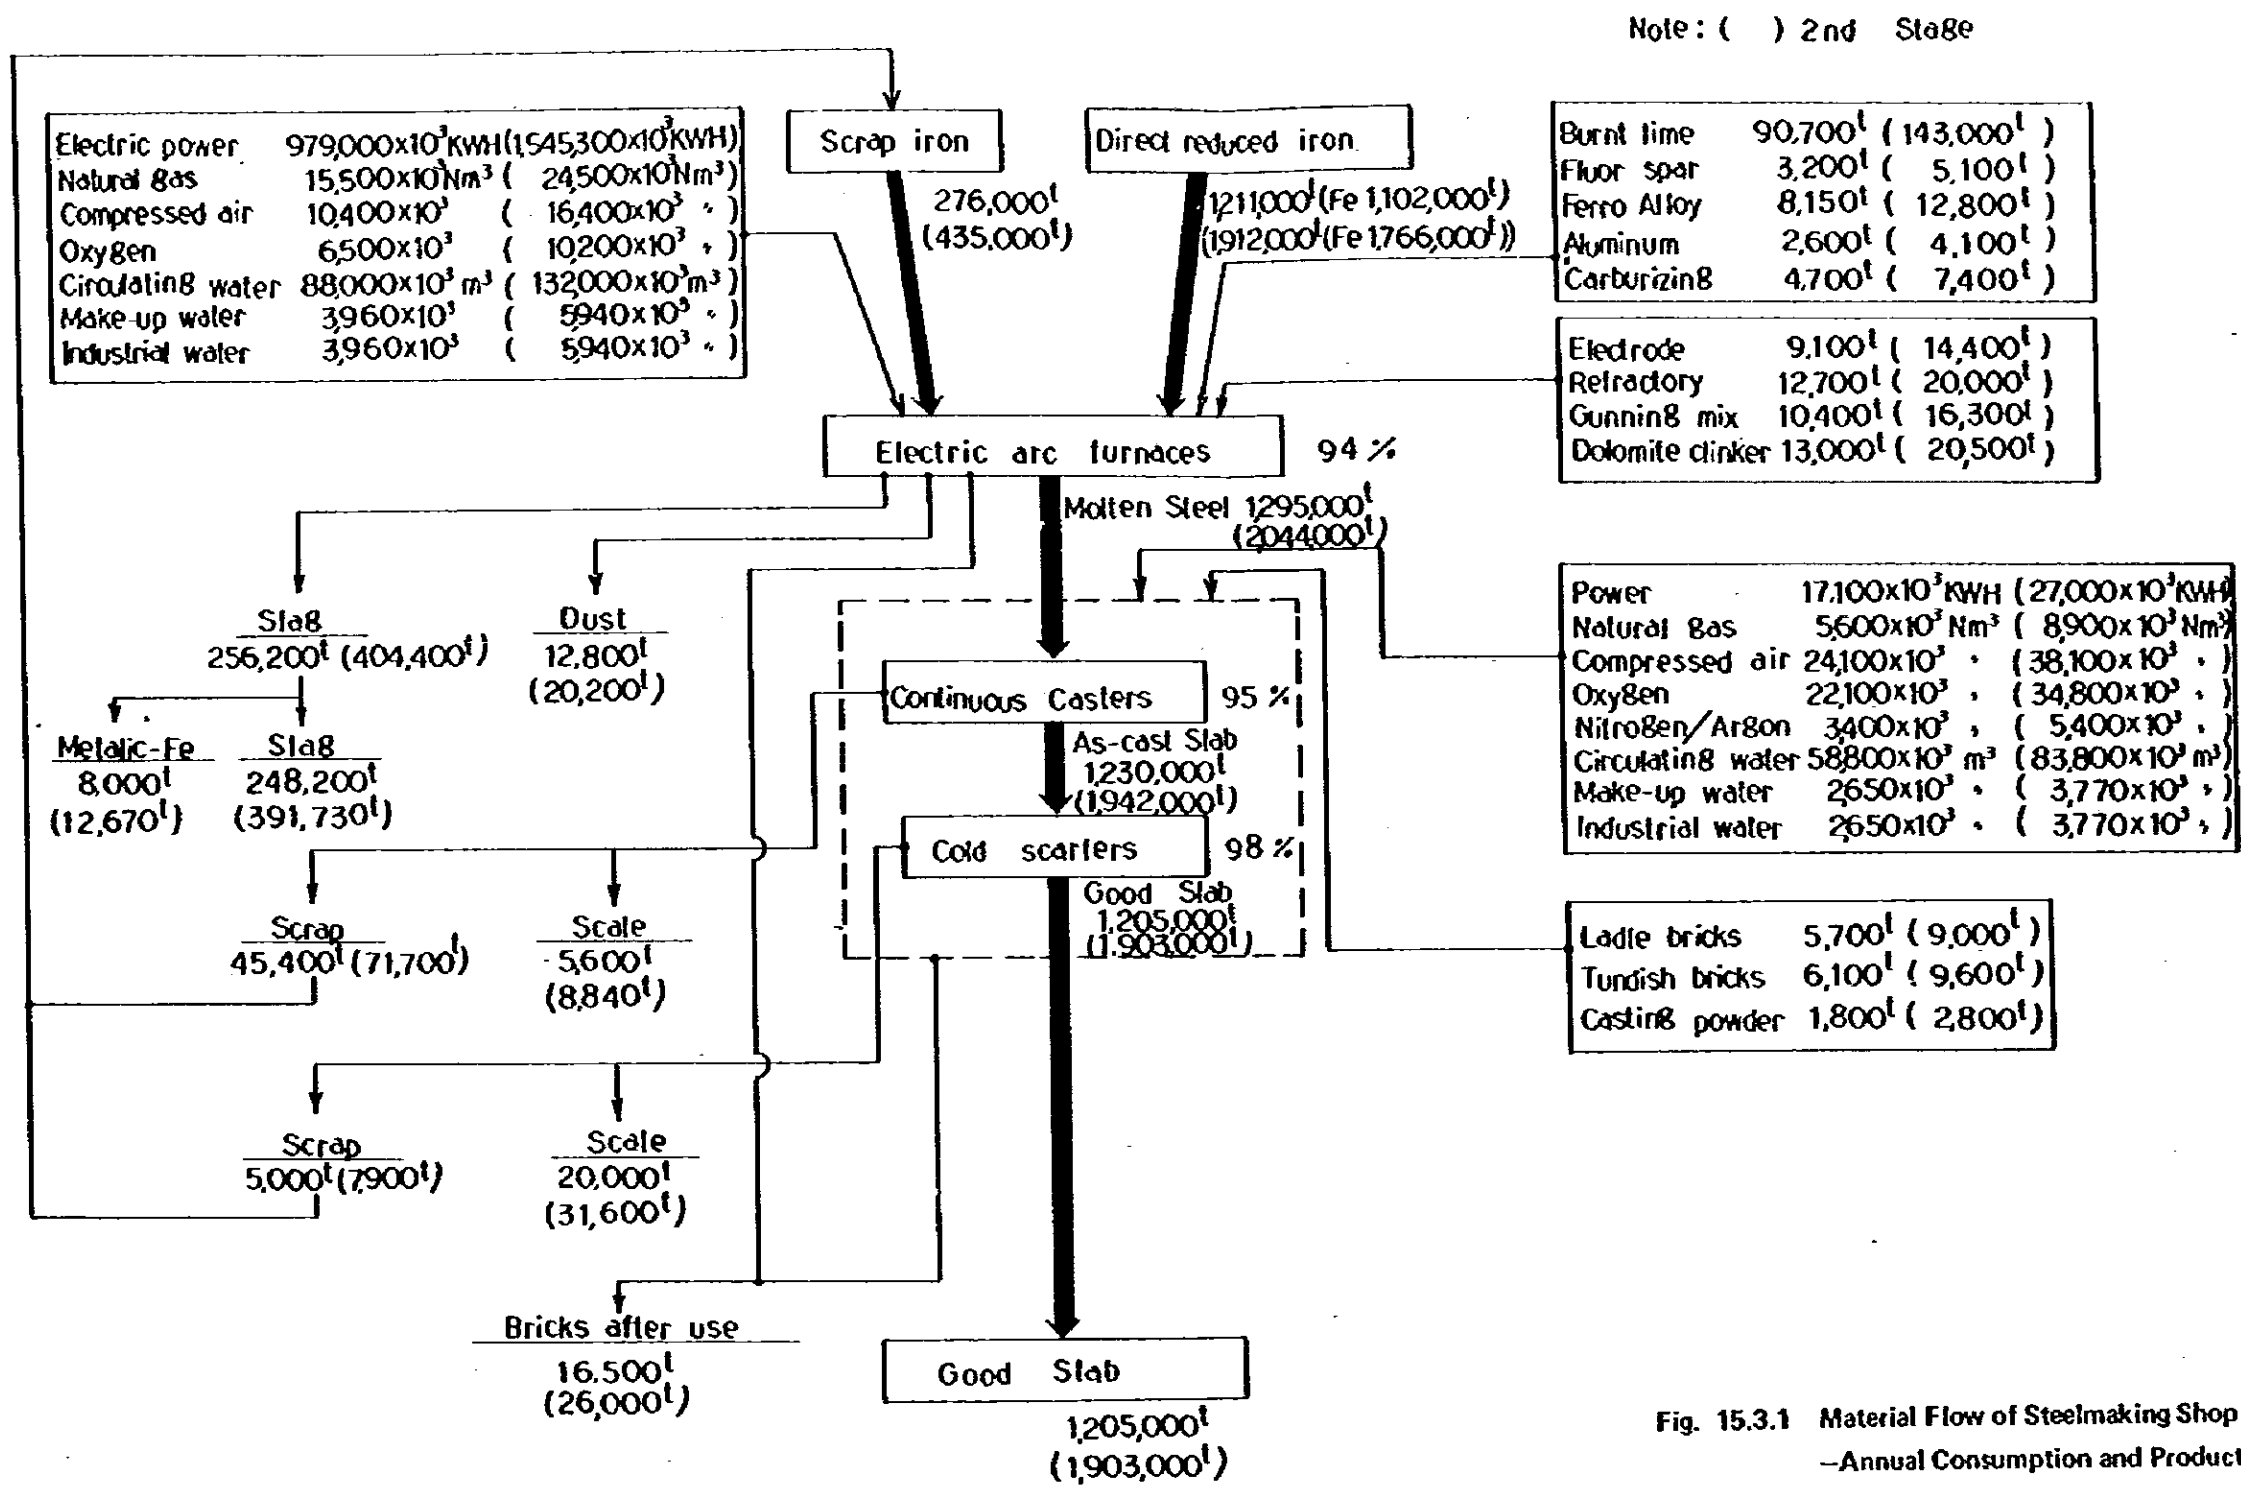 Note: ( ) 2nd Stage
Electric power 979,000x10³KWH(1,545,300x10³KWH)
Natural gas 15,500x10³Nm³ ( 24,500x10³Nm³)
Compressed air 10,400x10³ ( 16,400x10³ 〃 )
Oxygen 6,500x10³ ( 10,200x10³ 〃 )
Circulating water 88,000x10³ m³ ( 132,000x10³m³)
Make-up water 3,960x10³ ( 5,940x10³ 〃 )
Industrial water 3,960x10³ ( 5,940x10³ 〃 )
Scrap iron
276,000t
(435,000t)
Direct reduced iron
1,211,000t(Fe 1,102,000t)
(1,912,000t(Fe 1,766,000t))
Burnt lime 90,700t ( 143,000t )
Fluor spar 3,200t ( 5,100t )
Ferro Alloy 8,150t ( 12,800t )
Aluminum 2,600t ( 4,100t )
Carburizing 4,700t ( 7,400t )
Electrode 9,100t ( 14,400t )
Refractory 12,700t ( 20,000t )
Gunning mix 10,400t ( 16,300t )
Dolomite clinker 13,000t ( 20,500t )
Electric arc furnaces 94 %
Molten Steel 1,295,000t
(2,044,000t)
Slag
256,200t (404,400t)
Dust
12,800t
(20,200t)
Metalic-Fe
8,000t
(12,670t)
Slag
248,200t
(391,730t)
Continuous Casters 95 %
As-cast Slab
1,230,000t
(1,942,000t)
Cold scarfers 98 %
Good Slab
1,205,000t
(1,903,000t)
Power 17,100x10³KWH (27,000x10³KWH)
Natural gas 5,600x10³ Nm³ ( 8,900x10³ Nm³)
Compressed air 24,100x10³ 〃 (38,100x10³ 〃 )
Oxygen 22,100x10³ 〃 (34,800x10³ 〃 )
Nitrogen/Argon 3,400x10³ 〃 ( 5,400x10³ 〃 )
Circulating water 58,800x10³ m³ (83,800x10³ m³)
Make-up water 2,650x10³ 〃 ( 3,770x10³ 〃 )
Industrial water 2,650x10³ 〃 ( 3,770x10³ 〃 )
Scrap
45,400t (71,700t)
Scale
5,600t
(8,840t)
Ladle bricks 5,700t ( 9,000t )
Tundish bricks 6,100t ( 9,600t )
Casting powder 1,800t ( 2,800t )
Scrap
5,000t (7,900t)
Scale
20,000t
(31,600t)
Bricks after use
16,500t
(26,000t)
Good Slab
1,205,000t
(1,903,000t)
Fig. 15.3.1 Material Flow of Steelmaking Shop
—Annual Consumption and Product